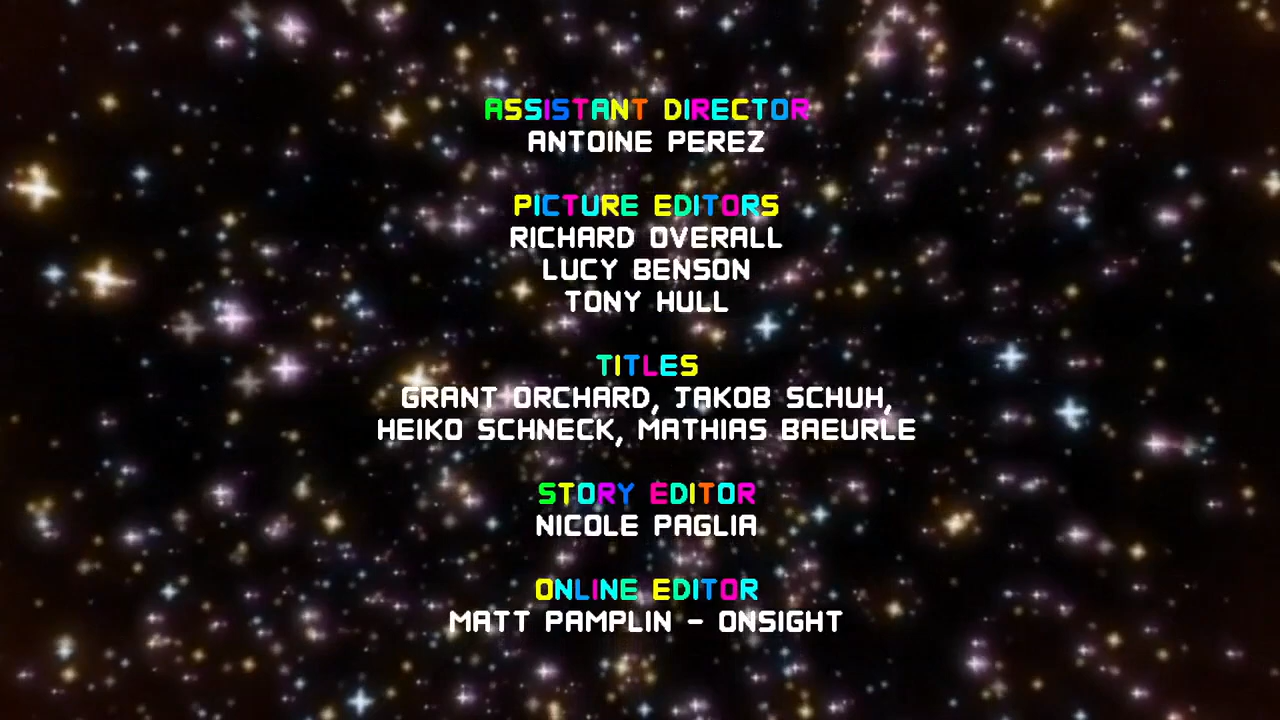 ASSISTANT DIRECTOR
ANTOINE PEREZ
PICTURE EDITORS
RICHARD OVERALL
LUCY BENSON
TONY HULL
TITLES
GRANT ORCHARD, JAKOB SCHUH,
HEIKO SCHNECK, MATHIAS BAEURLE
STORY EDITOR
NICOLE PAGLIA
ONLINE EDITOR
MATT PAMPLIN - ONSIGHT